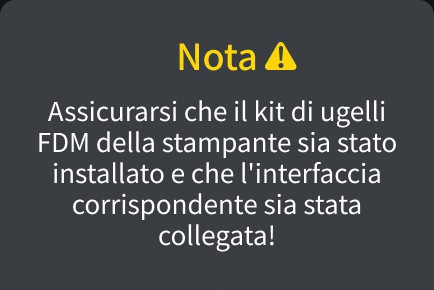 Nota
Assicurarsi che il kit di ugelli
FDM della stampante sia stato
installato e che l'interfaccia
corrispondente sia stata
collegata!